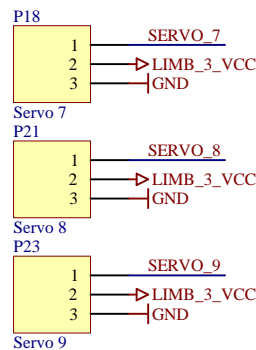 P18
1 SERVO_7
2 LIMB_3_VCC
3 GND
Servo 7
P21
1 SERVO_8
2 LIMB_3_VCC
3 GND
Servo 8
P23
1 SERVO_9
2 LIMB_3_VCC
3 GND
Servo 9